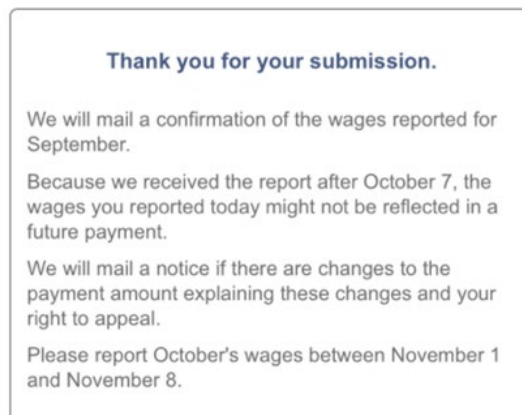 Thank you for your submission.
We will mail a confirmation of the wages reported for
September.
Because we received the report after October 7, the
wages you reported today might not be reflected in a
future payment.
We will mail a notice if there are changes to the
payment amount explaining these changes and your
right to appeal.
Please report October's wages between November 1
and November 8.